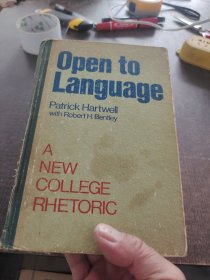 Open to
Language
Patrick Hartwell
with Robert H. Bentley
A
NEW
COLLEGE
RHETORIC